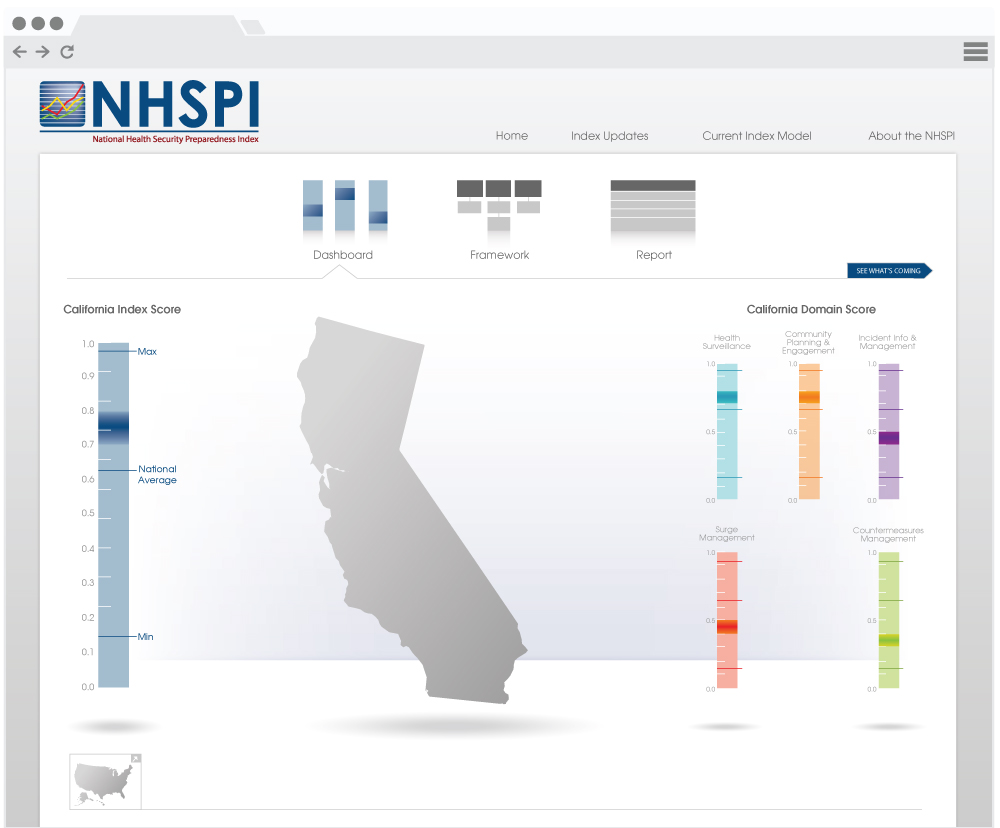 NHSPI
National Health Security Preparedness Index
Home
Index Updates
Current Index Model
About the NHSPI
Dashboard
Framework
Report
SEE WHAT'S COMING
California Index Score
1.0
Max
0.9
0.8
0.7
National
Average
0.6
0.5
0.4
0.3
0.2
Min
0.1
0.0
California Domain Score
Health
Surveillance
1.0
0.5
0.0
Community
Planning &
Engagement
1.0
0.5
0.0
Incident Info &
Management
1.0
0.5
0.0
Surge
Management
1.0
0.5
0.0
Countermeasures
Management
1.0
0.5
0.0